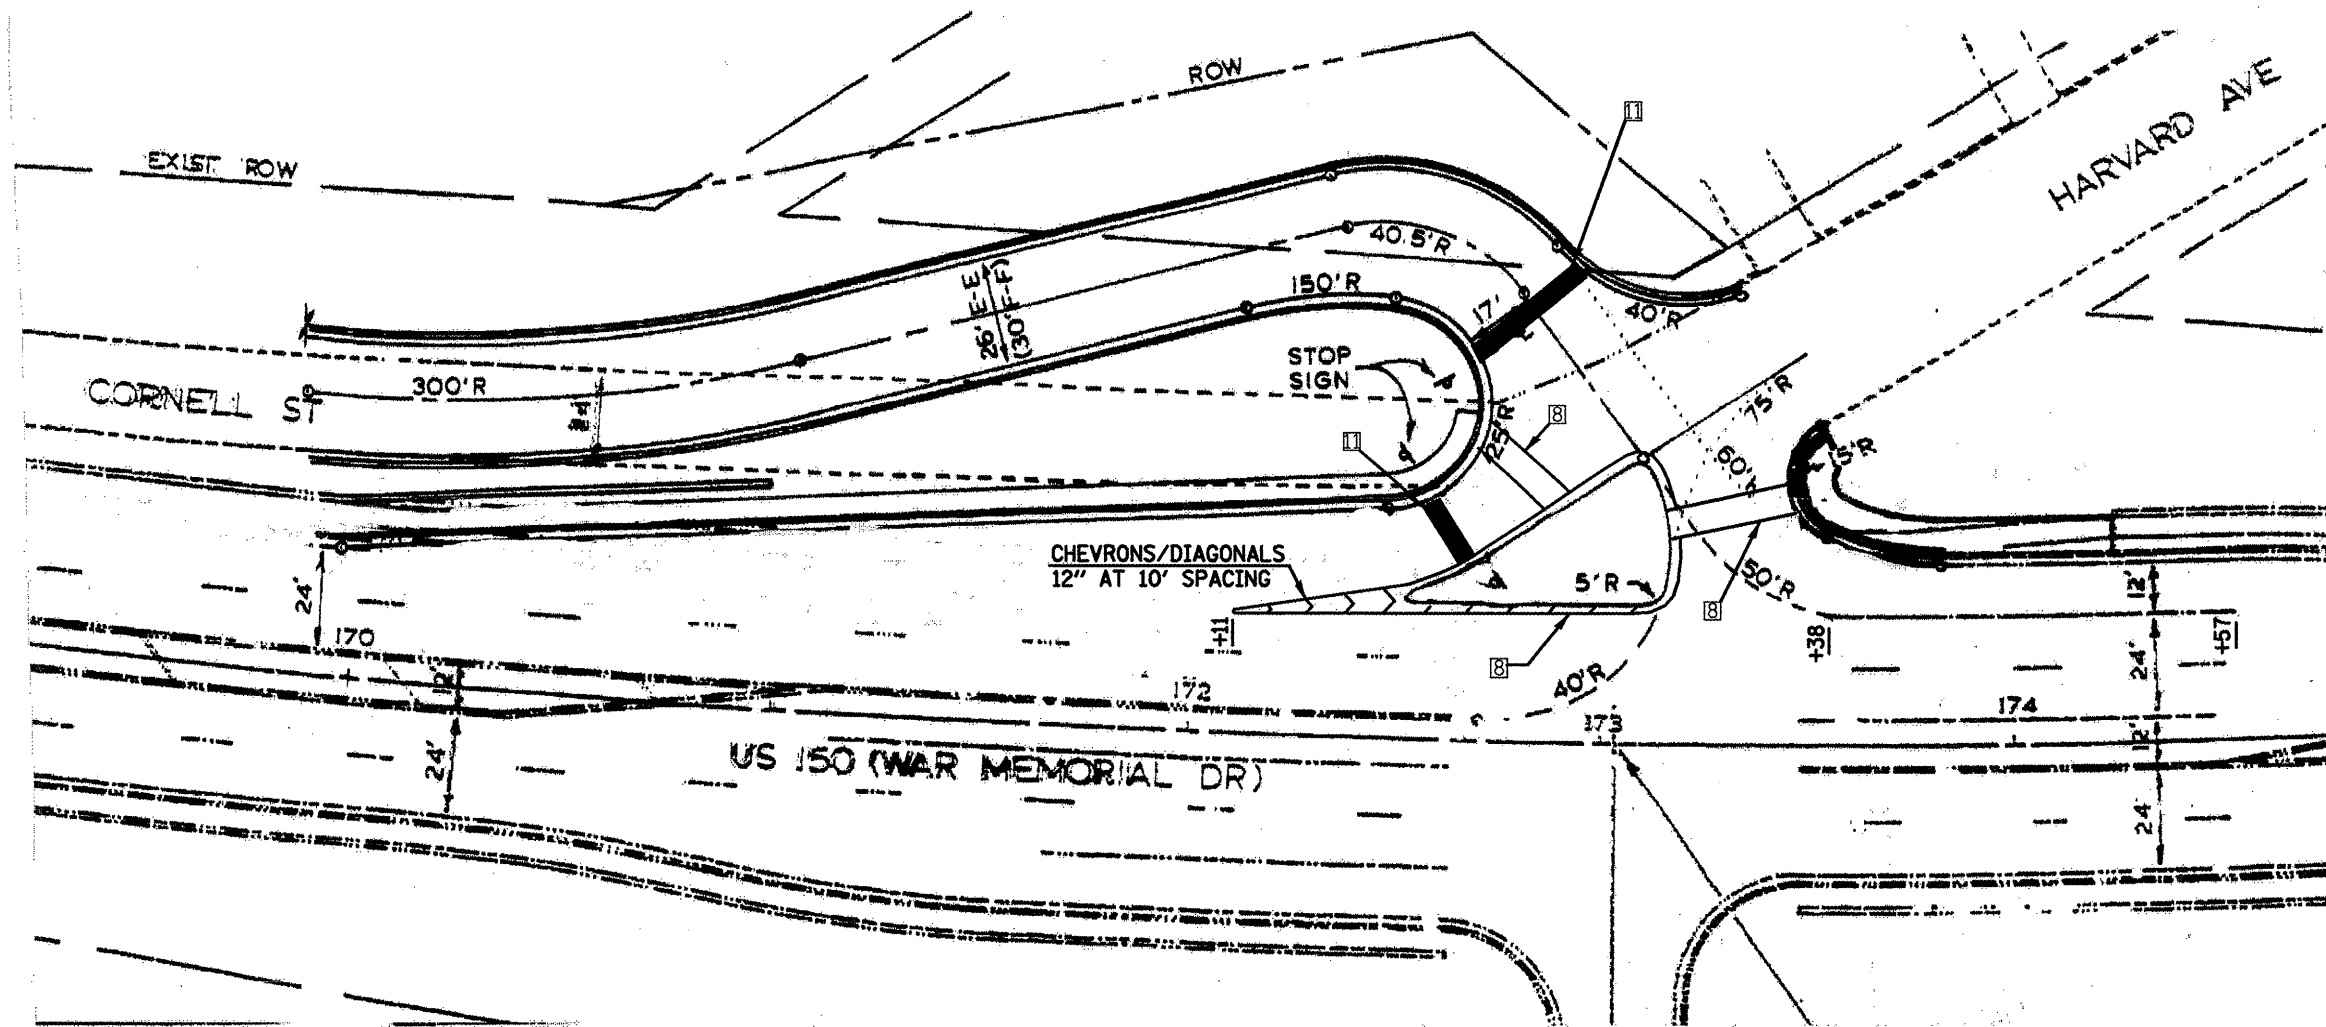 ROW
11
HARVARD AVE
EXIST. ROW
40.5'R
150'R
26' E-E
(30' F-F)
17'
40'R
STOP
SIGN
CORNELL ST
300'R
8
75'R
11
25'R
60'
5'R
CHEVRONS/DIAGONALS
12" AT 10' SPACING
5'R
50'R
8
12'
24'
+11
+38
+57
170
8
24'
12'
172
40'R
173
174
12'
24'
US 150 (WAR MEMORIAL DR)
24'